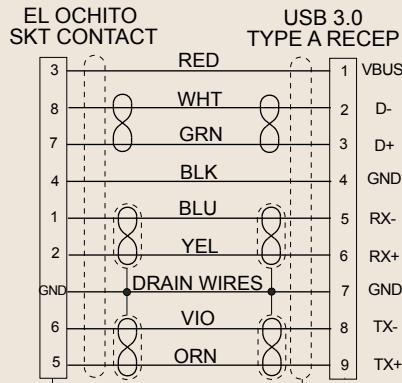 EL OCHITO
SKT CONTACT
USB 3.0
TYPE A RECEP
3 RED 1 VBUS
8 WHT 2 D-
7 GRN 3 D+
4 BLK 4 GND
1 BLU 5 RX-
2 YEL 6 RX+
GND DRAIN WIRES 7 GND
6 VIO 8 TX-
5 ORN 9 TX+